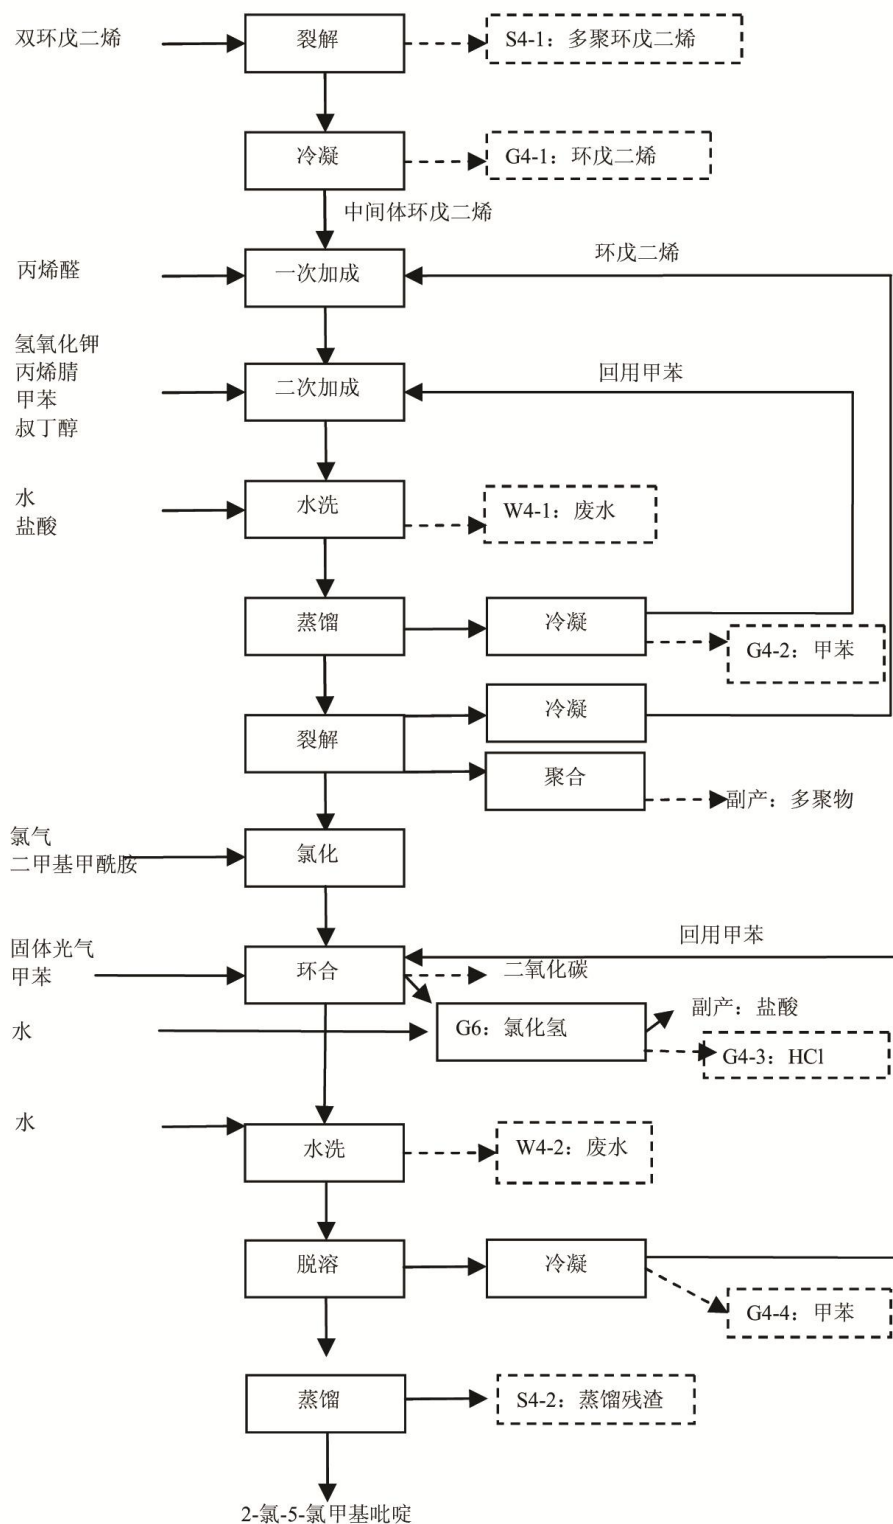 双环戊二烯
裂解
S4-1：多聚环戊二烯
冷凝
G4-1：环戊二烯
中间体环戊二烯
丙烯醛
一次加成
环戊二烯
氢氧化钾
丙烯腈
甲苯
叔丁醇
二次加成
回用甲苯
水
盐酸
水洗
W4-1：废水
蒸馏
冷凝
G4-2：甲苯
裂解
冷凝
聚合
副产：多聚物
氯气
二甲基甲酰胺
氯化
固体光气
甲苯
环合
回用甲苯
二氧化碳
水
G6：氯化氢
副产：盐酸
G4-3：HCl
水
水洗
W4-2：废水
脱溶
冷凝
G4-4：甲苯
蒸馏
S4-2：蒸馏残渣
2-氯-5-氯甲基吡啶